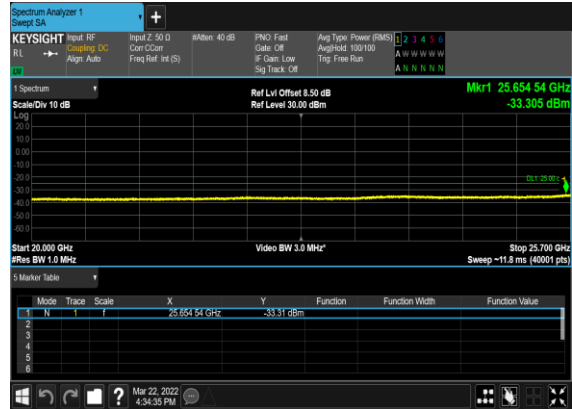 Spectrum Analyzer 1
Swept SA
+
KEYSIGHT Input: RF Input Z: 50 Ω #Atten: 40 dB PNO: Fast Avg Type: Power (RMS) 1 2 3 4 5 6
RL Coupling: DC Corr CCorr Gate: Off Avg|Hold: 100/100 A W W W W W
Align: Auto Freq Ref: Int (S) IF Gain: Low Trig: Free Run
Sig Track: Off A N N N N N
1 Spectrum Ref Lvl Offset 8.50 dB Mkr1 25.654 54 GHz
Scale/Div 10 dB Ref Level 30.00 dBm -33.305 dBm
Log
20.0
10.0
0.00
-10.0
-20.0
-30.0
-40.0
-50.0
-60.0
Start 20.000 GHz Video BW 3.0 MHz* Stop 25.700 GHz
#Res BW 1.0 MHz Sweep ~11.8 ms (40001 pts)
5 Marker Table
Mode Trace Scale X Y Function Function Width Function Value
1 N 1 f 25.654 54 GHz -33.31 dBm
2
3
4
5
6
? Mar 22, 2022
4:34:35 PM